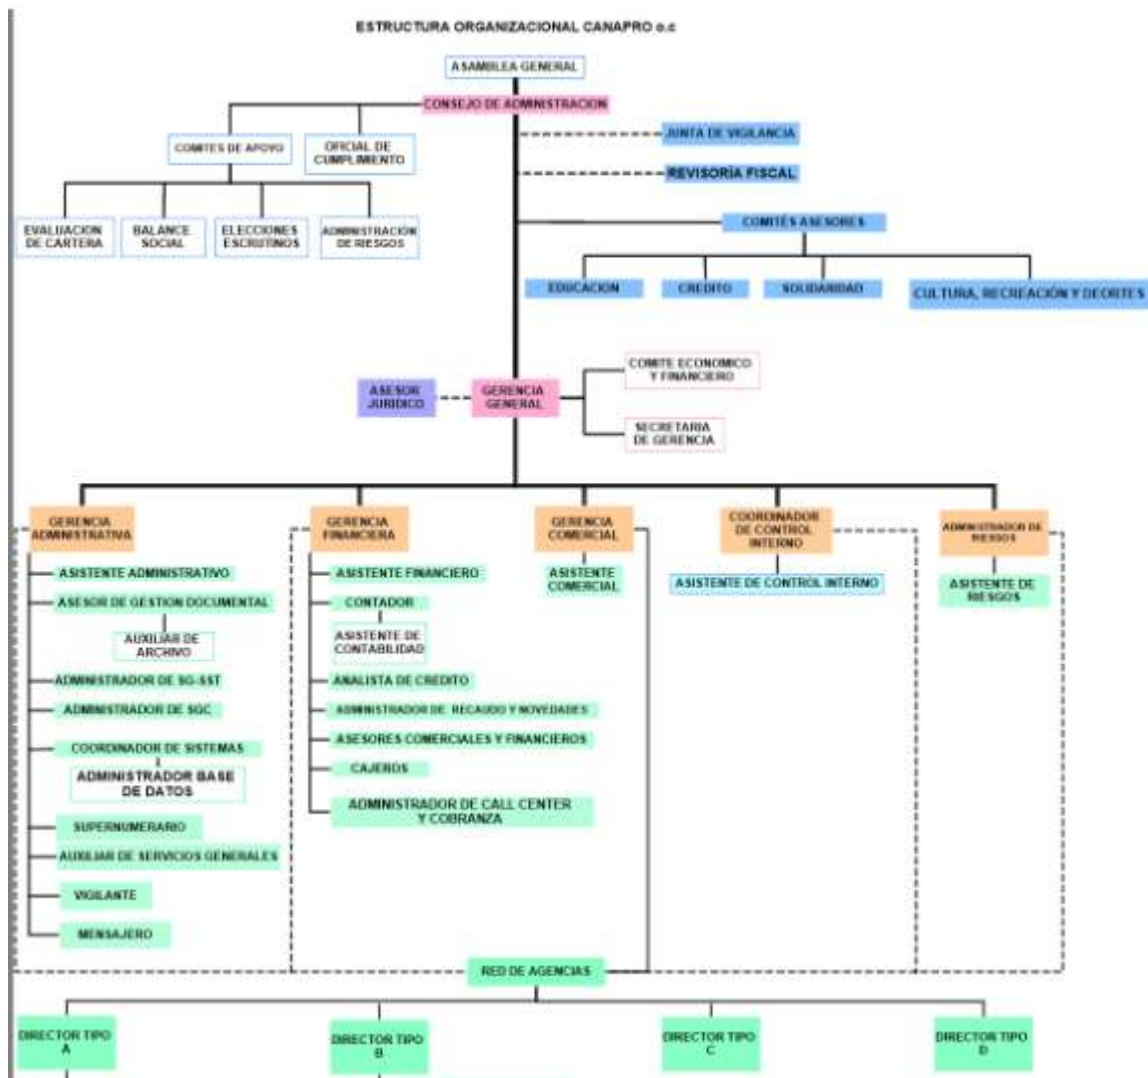 ESTRUCTURA ORGANIZACIONAL CANAPRO o.c
ASAMBLEA GENERAL
CONSEJO DE ADMINISTRACION
JUNTA DE VIGILANCIA
COMITES DE APOYO
OFICIAL DE
CUMPLIMIENTO
REVISORÍA FISCAL
EVALUACION
DE CARTERA
BALANCE
SOCIAL
ELECCIONES
ESCRUTINOS
ADMINISTRACIÓN
DE RIESGOS
COMITÉS ASESORES
EDUCACION
CREDITO
SOLIDARIDAD
CULTURA, RECREACIÓN Y DEORTES
COMITE ECONOMICO
Y FINANCIERO
ASESOR
JURIDICO
GERENCIA
GENERAL
SECRETARIA
DE GERENCIA
GERENCIA
ADMINISTRATIVA
GERENCIA
FINANCIERA
GERENCIA
COMERCIAL
COORDINADOR
DE CONTROL
INTERNO
ADMINISTRADOR DE
RIESGOS
ASISTENTE ADMINISTRATIVO
ASESOR DE GESTION DOCUMENTAL
AUXILIAR DE
ARCHIVO
ADMINISTRADOR DE SG-SST
ADMINISTRADOR DE SGC
COORDINADOR DE SISTEMAS
ADMINISTRADOR BASE
DE DATOS
SUPERNUMERARIO
AUXILIAR DE SERVICIOS GENERALES
VIGILANTE
MENSAJERO
ASISTENTE FINANCIERO
CONTADOR
ASISTENTE DE
CONTABILIDAD
ANALISTA DE CREDITO
ADMINISTRADOR DE RECAUDO Y NOVEDADES
ASESORES COMERCIALES Y FINANCIEROS
CAJEROS
ADMINISTRADOR DE CALL CENTER
Y COBRANZA
ASISTENTE
COMERCIAL
ASISTENTE DE CONTROL INTERNO
ASISTENTE DE
RIESGOS
RED DE AGENCIAS
DIRECTOR TIPO
A
DIRECTOR TIPO
B
DIRECTOR TIPO
C
DIRECTOR TIPO
D